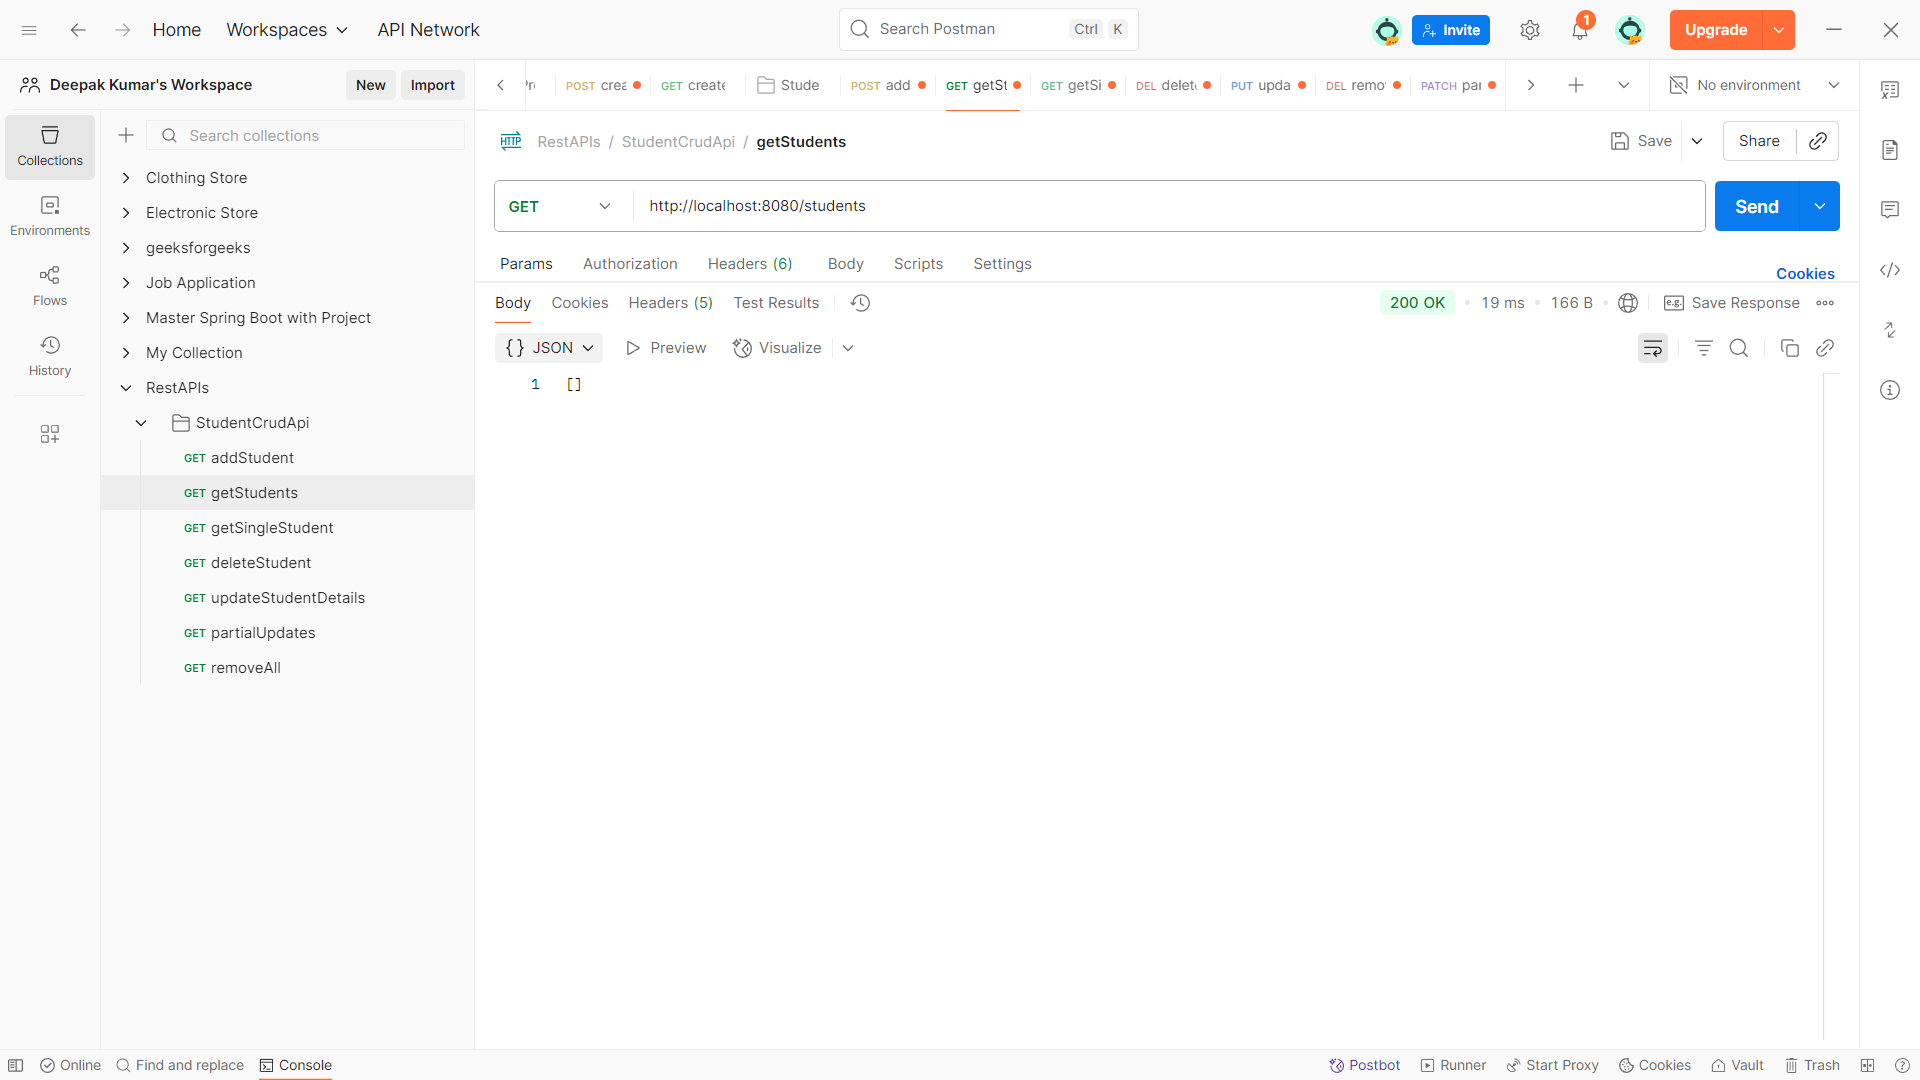 Home
Workspaces
API Network
Search Postman
Ctrl K
Invite
1
Upgrade
Deepak Kumar's Workspace
New
Import
POST crea
GET create
Stude
POST add
GET getSt
GET getSi
DEL delet
PUT upda
DEL remo
PATCH par
No environment
Collections
Environments
Flows
History
Search collections
Clothing Store
Electronic Store
geeksforgeeks
Job Application
Master Spring Boot with Project
My Collection
RestAPIs
StudentCrudApi
GET addStudent
GET getStudents
GET getSingleStudent
GET deleteStudent
GET updateStudentDetails
GET partialUpdates
GET removeAll
HTTP RestAPIs / StudentCrudApi / getStudents
Save
Share
GET
http://localhost:8080/students
Send
Params
Authorization
Headers (6)
Body
Scripts
Settings
Cookies
Body
Cookies
Headers (5)
Test Results
200 OK
19 ms
166 B
e.g. Save Response
{} JSON
Preview
Visualize
1 []
Online
Find and replace
Console
Postbot
Runner
Start Proxy
Cookies
Vault
Trash